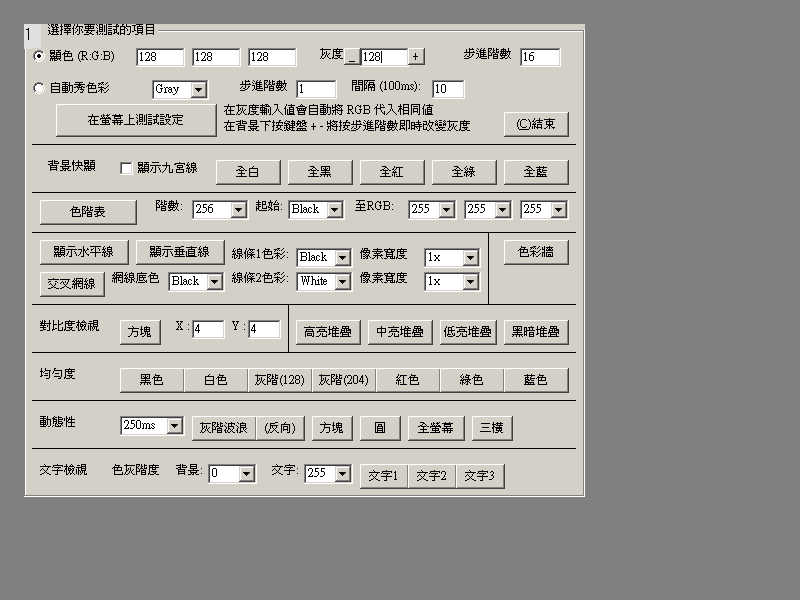 1
選擇你要測試的項目
顯色 (R:G:B) 128 128 128 灰度 _ 128 + 步進階數 16
自動秀色彩 Gray 步進階數 1 間隔 (100ms): 10
在螢幕上測試設定
在灰度輸入值會自動將 RGB 代入相同值
在背景下按鍵盤 + - 將按步進階數即時改變灰度
(C)結束
背景快顯 顯示九宮線 全白 全黑 全紅 全綠 全藍
色階表 階數: 256 起始: Black 至RGB: 255 255 255
顯示水平線 顯示垂直線 線條1色彩: Black 像素寬度 1x 色彩牆
交叉網線 網線底色 Black 線條2色彩: White 像素寬度 1x
對比度檢視 方塊 X : 4 Y : 4 高亮堆疊 中亮堆疊 低亮堆疊 黑暗堆疊
均勻度 黑色 白色 灰階(128) 灰階(204) 紅色 綠色 藍色
動態性 250ms 灰階波浪 (反向) 方塊 圓 全螢幕 三橫
文字檢視 色灰階度 背景: 0 文字: 255 文字1 文字2 文字3